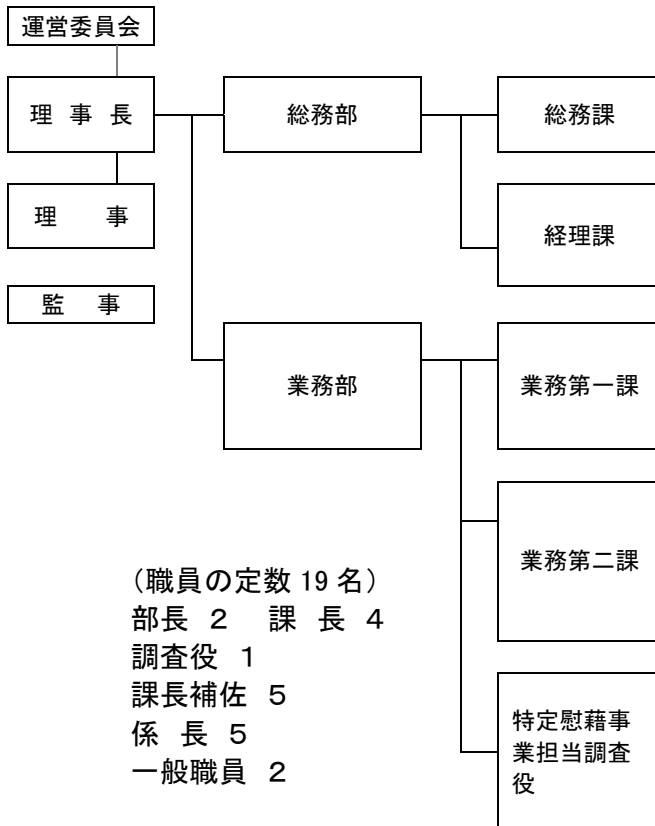 運営委員会
理 事 長
総務部
総務課
理　　事
経理課
監　事
業務部
業務第一課
業務第二課
（職員の定数 19 名）
部長 ２　課 長 ４
調査役 １
課長補佐 ５
係 長 ５
一般職員 ２
特定慰藉事
業担当調査
役